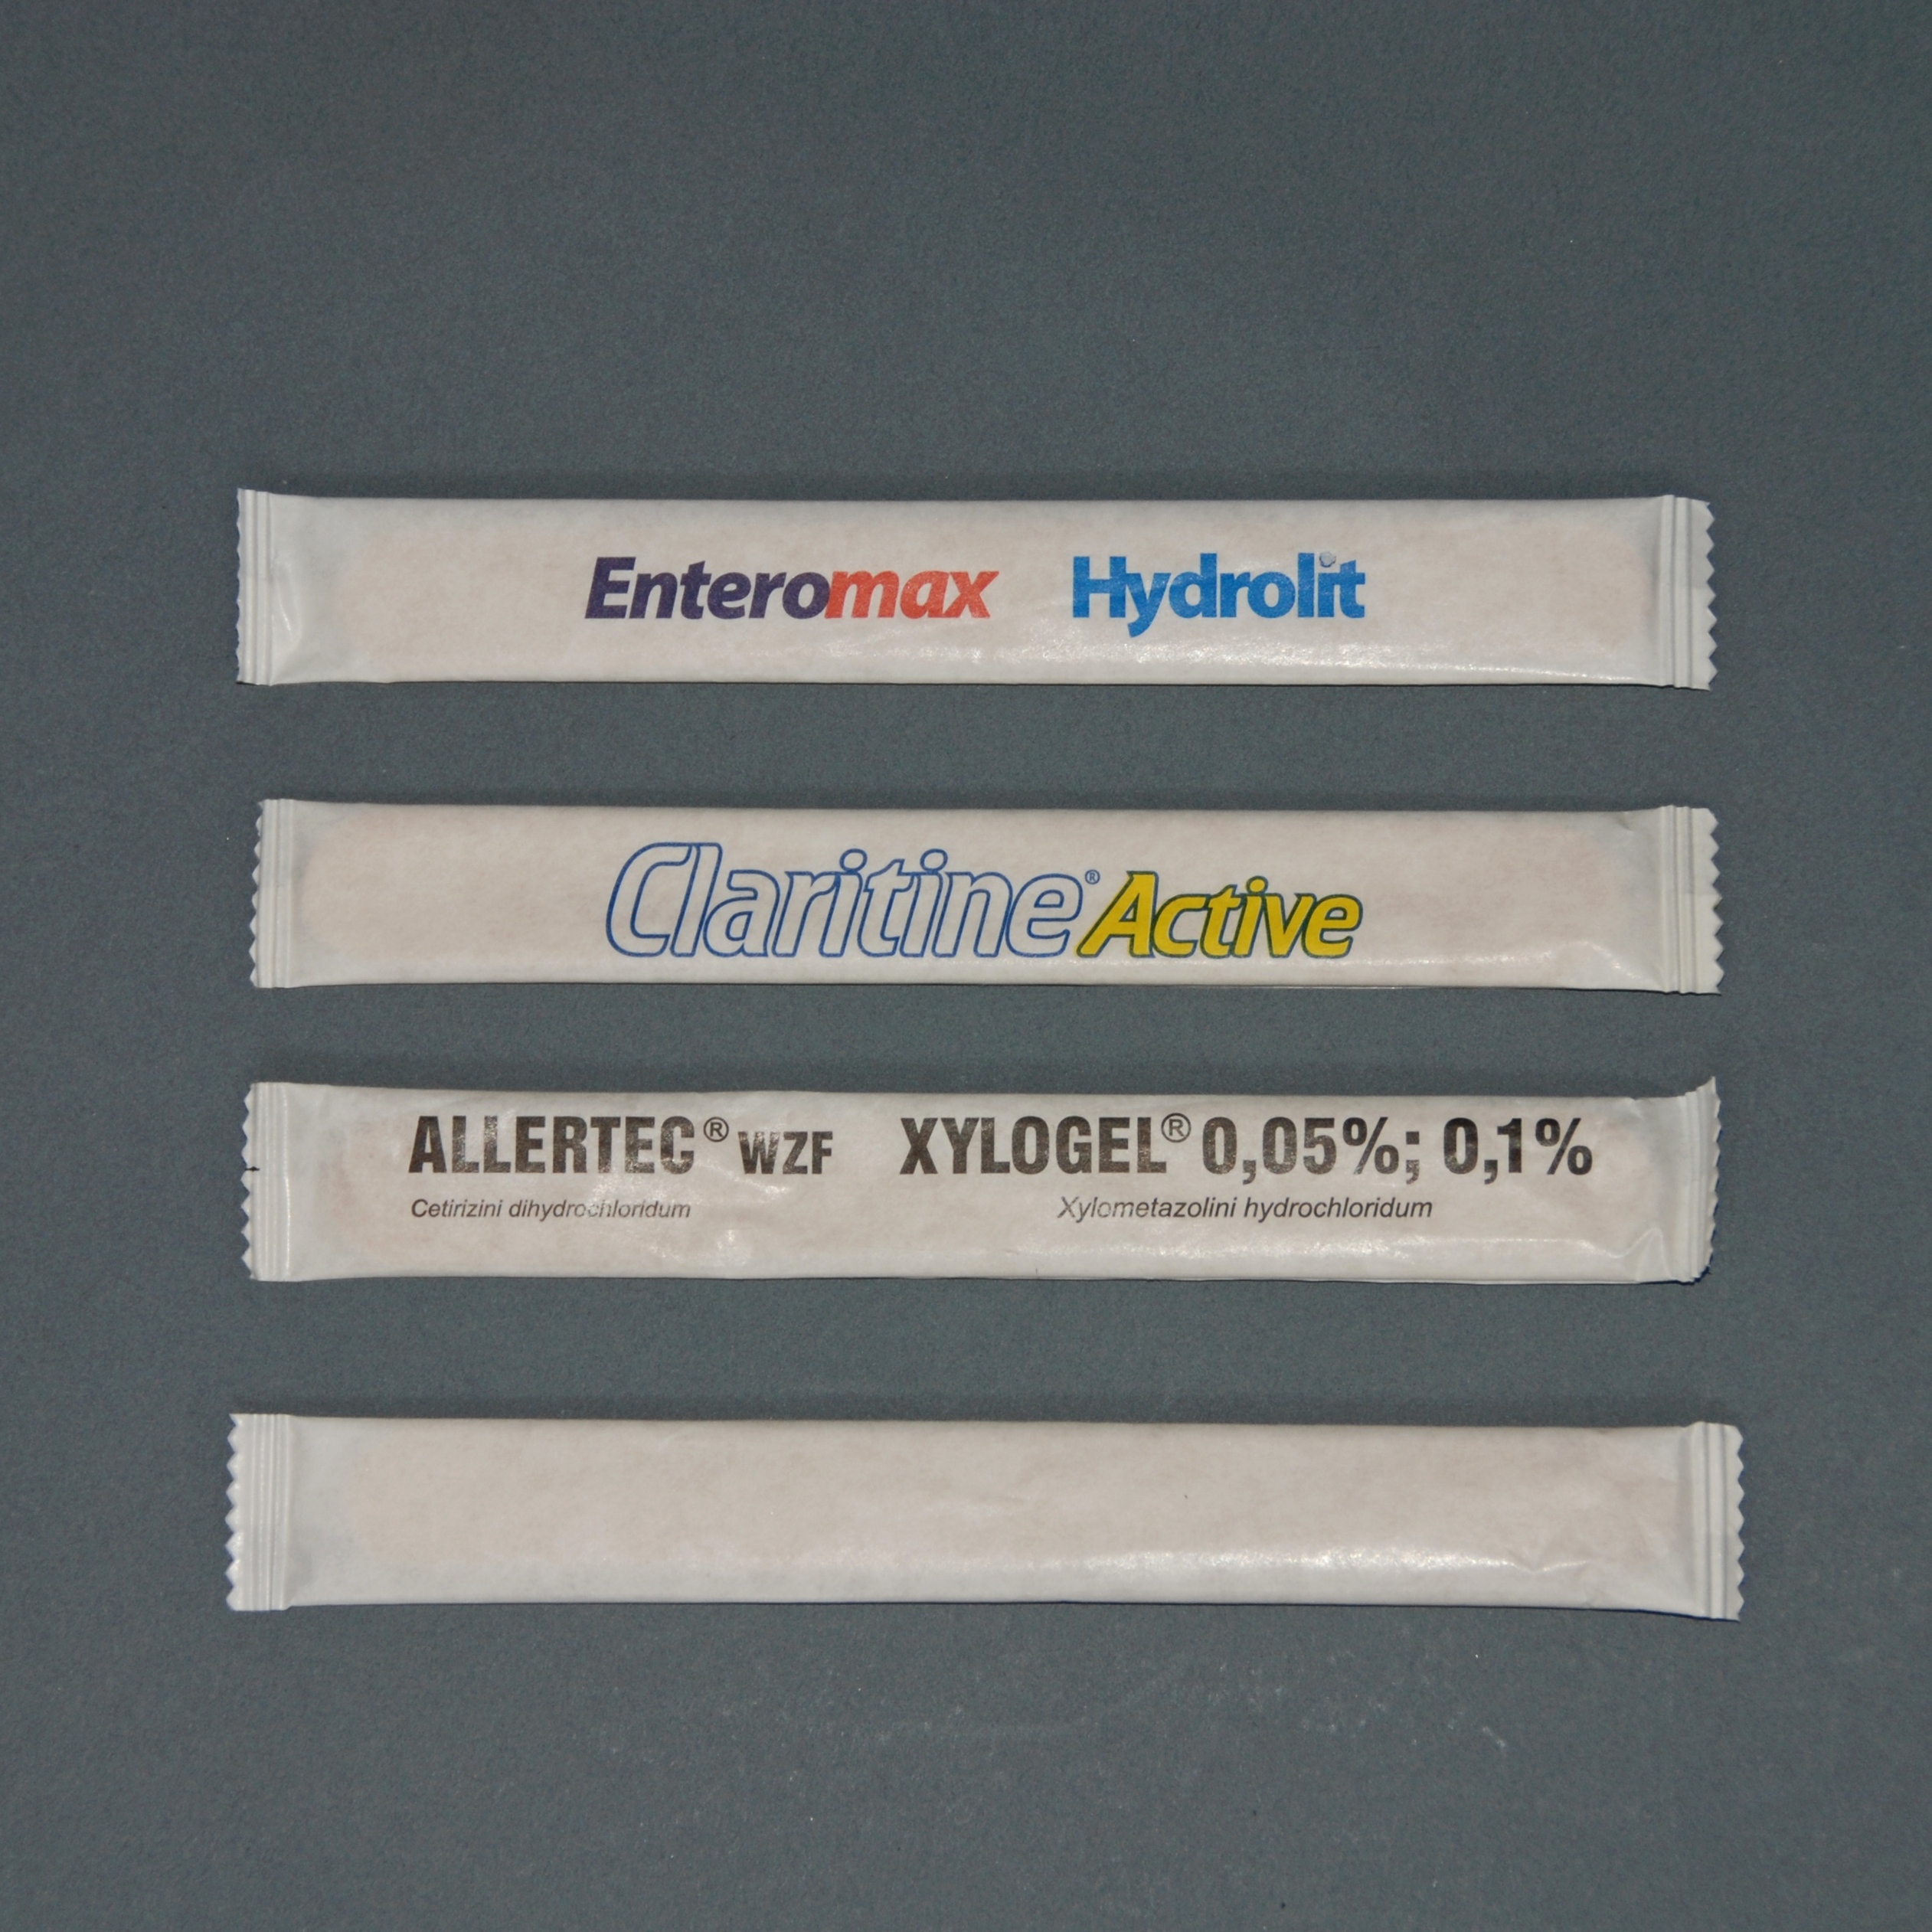 Enteromax Hydrolit
Claritine® Active
ALLERTEC® WZF XYLOGEL® 0,05%; 0,1%
Cetirizini dihydrochloridum Xylometazolini hydrochloridum